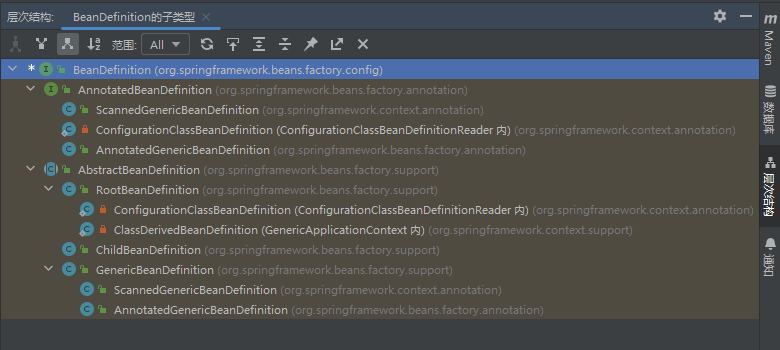 层次结构: BeanDefinition的子类型 ×
范围: All
* BeanDefinition (org.springframework.beans.factory.config)
AnnotatedBeanDefinition (org.springframework.beans.factory.annotation)
ScannedGenericBeanDefinition (org.springframework.context.annotation)
ConfigurationClassBeanDefinition (ConfigurationClassBeanDefinitionReader 内) (org.springframework.context.annotation)
AnnotatedGenericBeanDefinition (org.springframework.beans.factory.annotation)
AbstractBeanDefinition (org.springframework.beans.factory.support)
RootBeanDefinition (org.springframework.beans.factory.support)
ConfigurationClassBeanDefinition (ConfigurationClassBeanDefinitionReader 内) (org.springframework.context.annotation)
ClassDerivedBeanDefinition (GenericApplicationContext 内) (org.springframework.context.support)
ChildBeanDefinition (org.springframework.beans.factory.support)
GenericBeanDefinition (org.springframework.beans.factory.support)
ScannedGenericBeanDefinition (org.springframework.context.annotation)
AnnotatedGenericBeanDefinition (org.springframework.beans.factory.annotation)
Maven
数据库
层次结构
通知